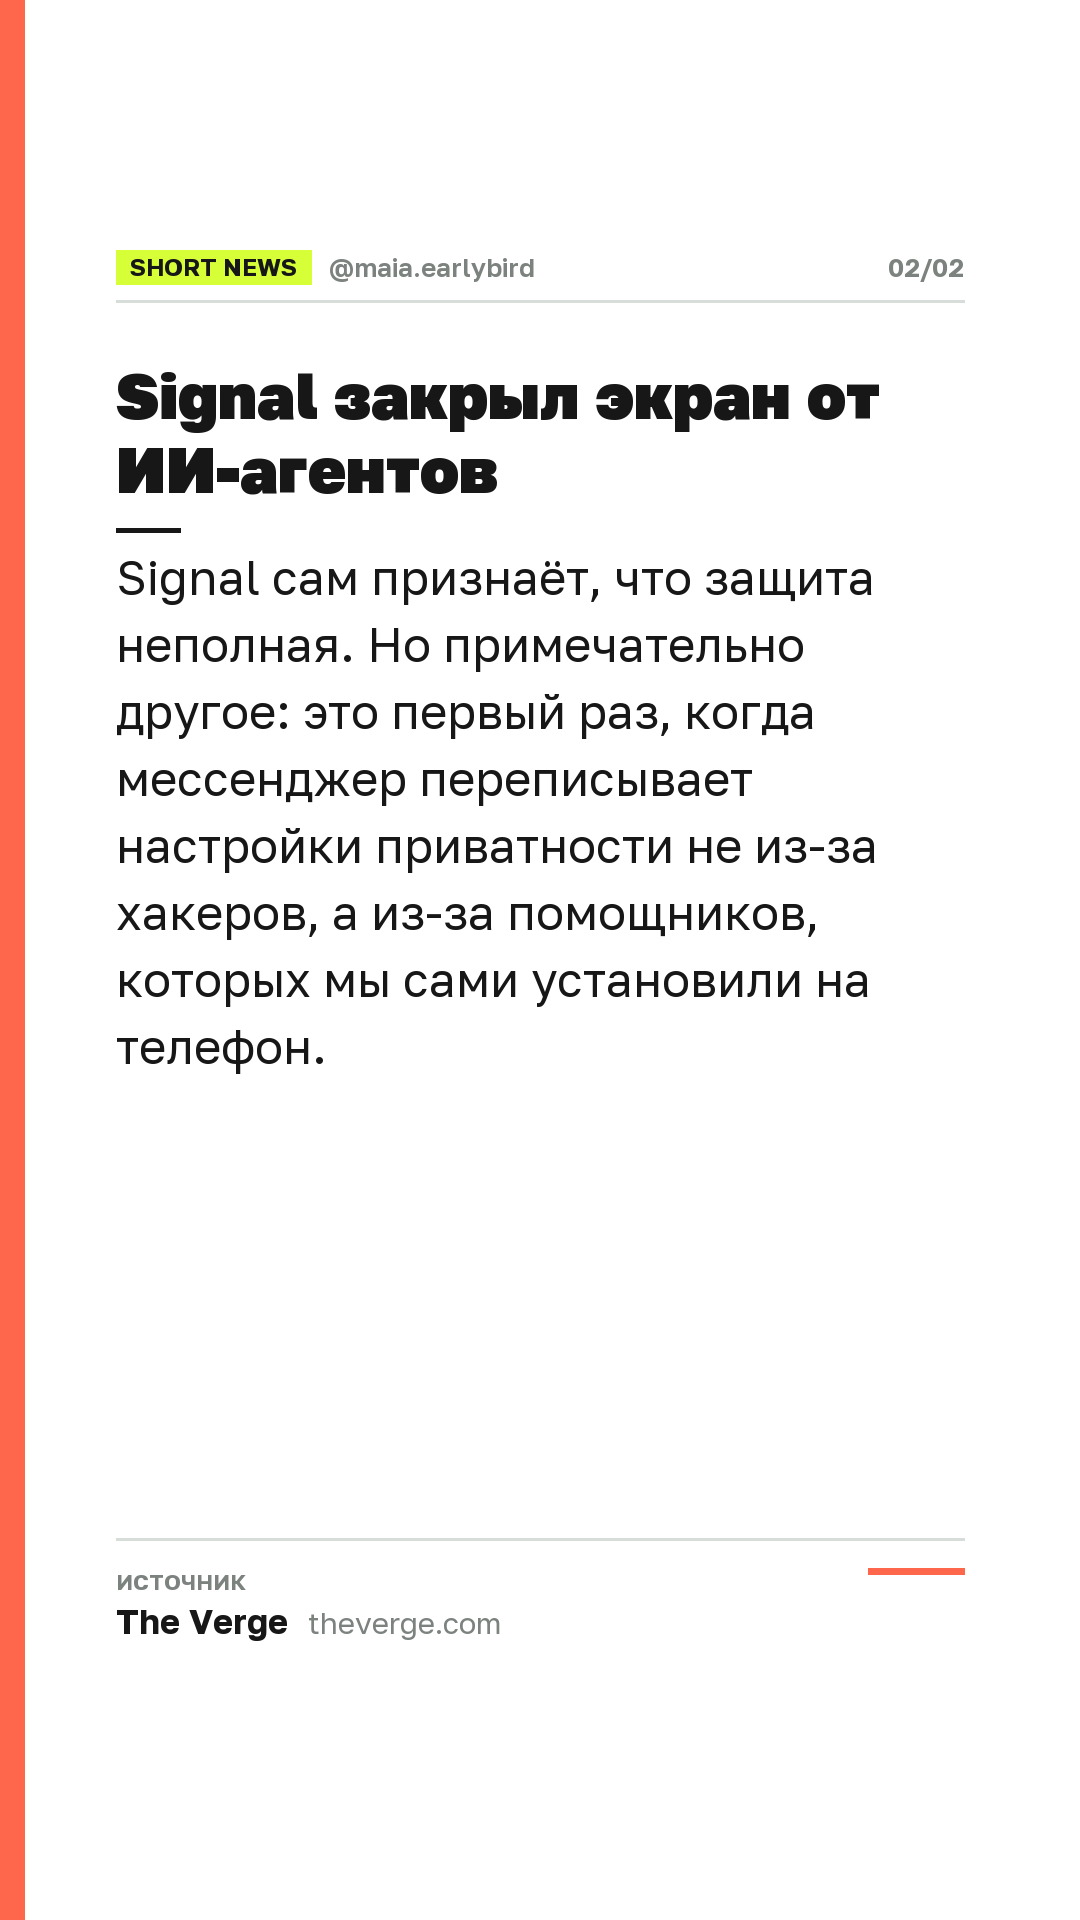 SHORT NEWS @maia.earlybird 02/02
Signal закрыл экран от
ИИ-агентов
Signal сам признаёт, что защита
неполная. Но примечательно
другое: это первый раз, когда
мессенджер переписывает
настройки приватности не из-за
хакеров, а из-за помощников,
которых мы сами установили на
телефон.
источник
The Verge theverge.com